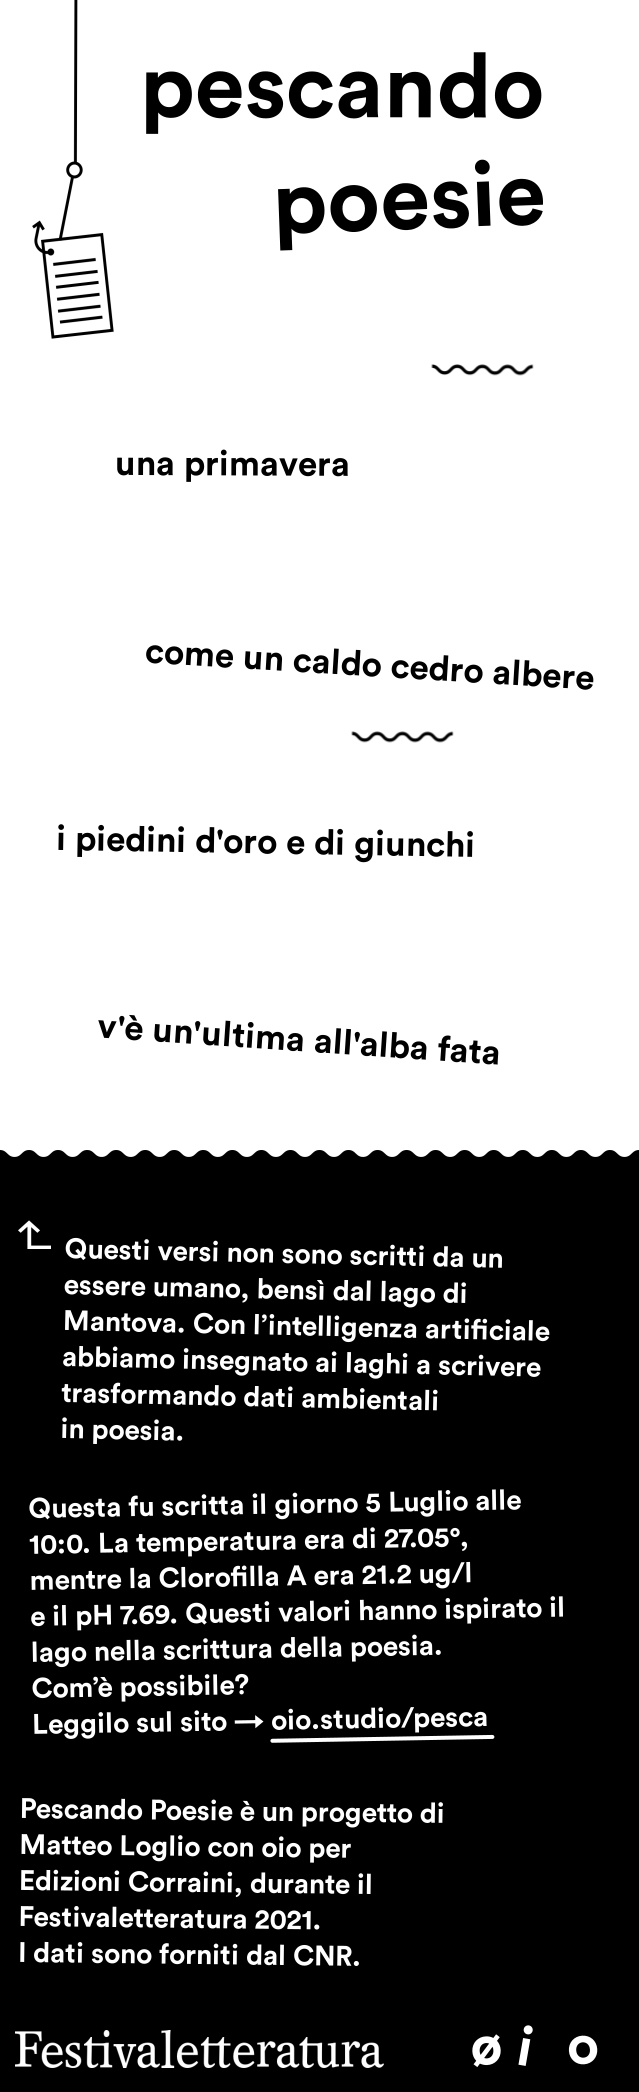 pescando
poesie
una primavera
come un caldo cedro albere
i piedini d'oro e di giunchi
v'è un'ultima all'alba fata
Questi versi non sono scritti da un
essere umano, bensì dal lago di
Mantova. Con l’intelligenza artificiale
abbiamo insegnato ai laghi a scrivere
trasformando dati ambientali
in poesia.
Questa fu scritta il giorno 5 Luglio alle
10:0. La temperatura era di 27.05°,
mentre la Clorofilla A era 21.2 ug/l
e il pH 7.69. Questi valori hanno ispirato il
lago nella scrittura della poesia.
Com’è possibile?
Leggilo sul sito → oio.studio/pesca
Pescando Poesie è un progetto di
Matteo Loglio con oio per
Edizioni Corraini, durante il
Festivaletteratura 2021.
I dati sono forniti dal CNR.
Festivaletteratura øio